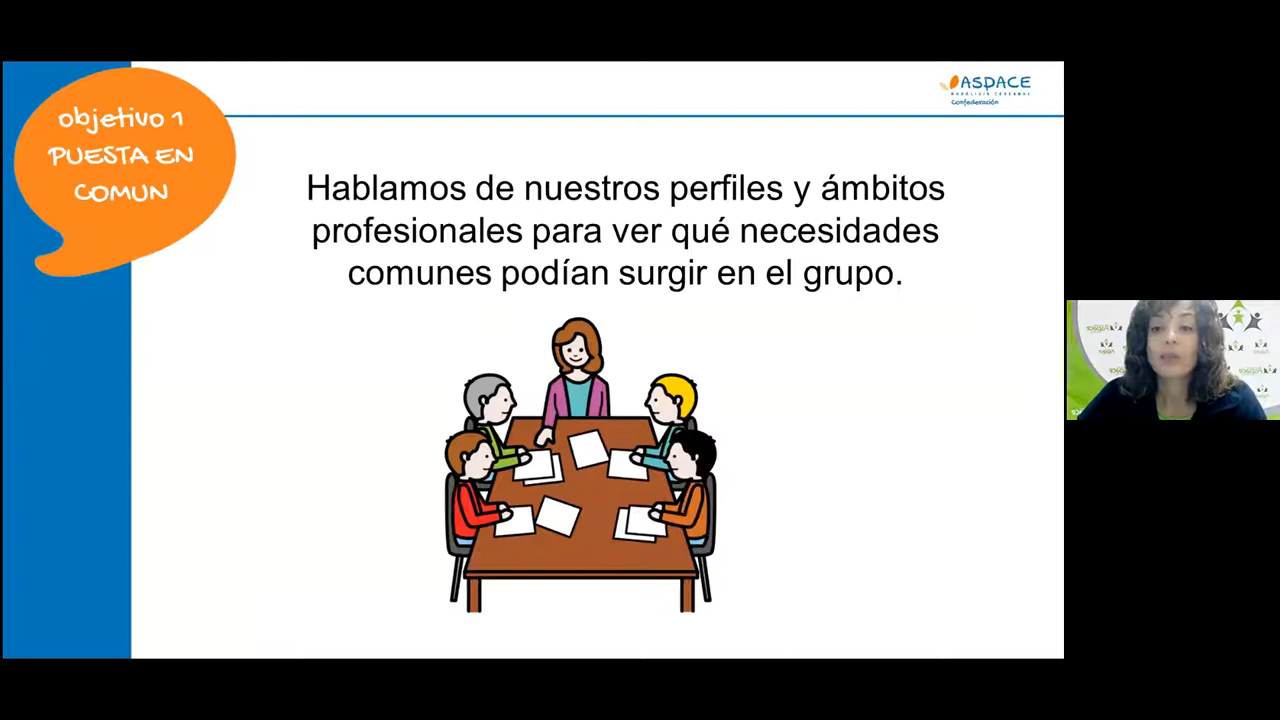 objetivo 1
PUESTA EN
COMUN
ASPACE
Confederación
Hablamos de nuestros perfiles y ámbitos
profesionales para ver qué necesidades
comunes podían surgir en el grupo.